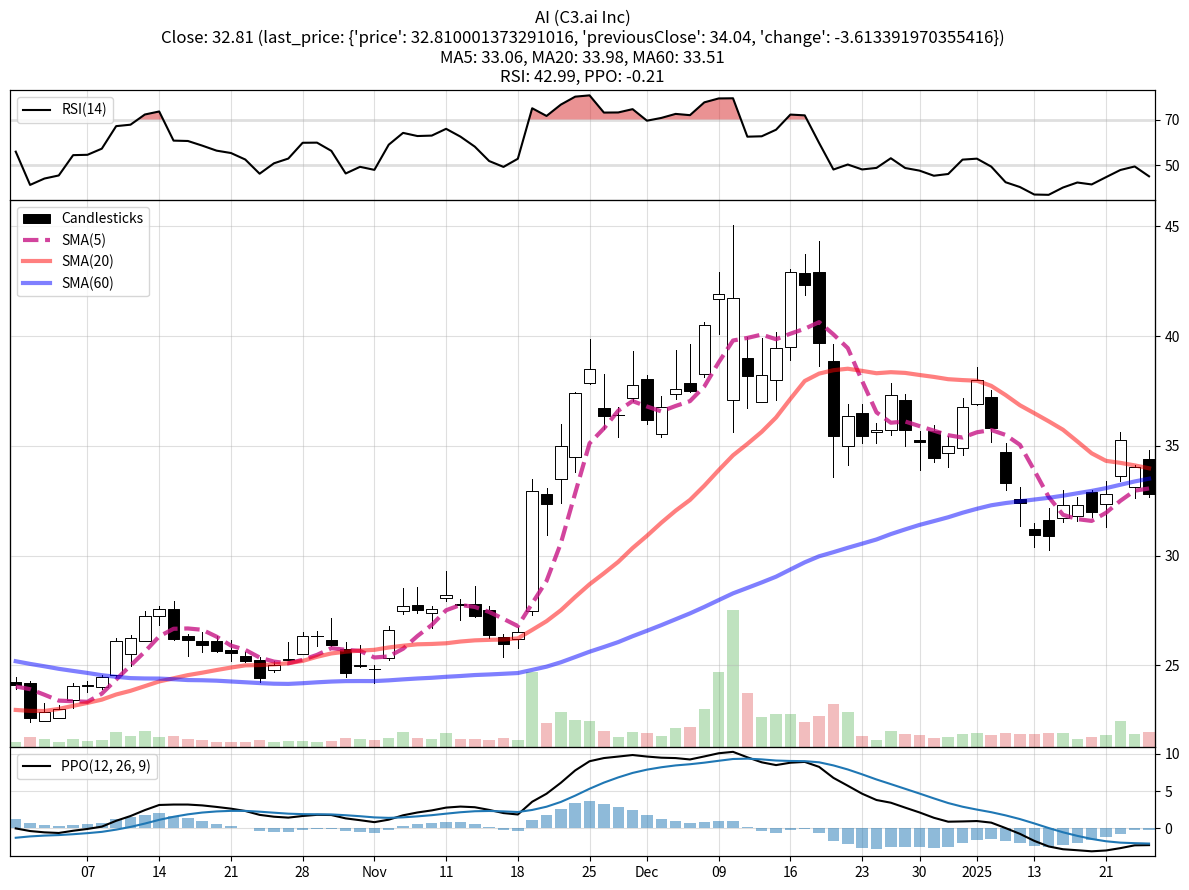 AI (C3.ai Inc)
Close: 32.81 (last_price: {'price': 32.810001373291016, 'previousClose': 34.04, 'change': -3.613391970355416})
MA5: 33.06, MA20: 33.98, MA60: 33.51
RSI: 42.99, PPO: -0.21
RSI(14)
70
50
Candlesticks
SMA(5)
SMA(20)
SMA(60)
45
40
35
30
25
PPO(12, 26, 9)
10
5
0
07 14 21 28 Nov 11 18 25 Dec 09 16 23 30 2025 13 21